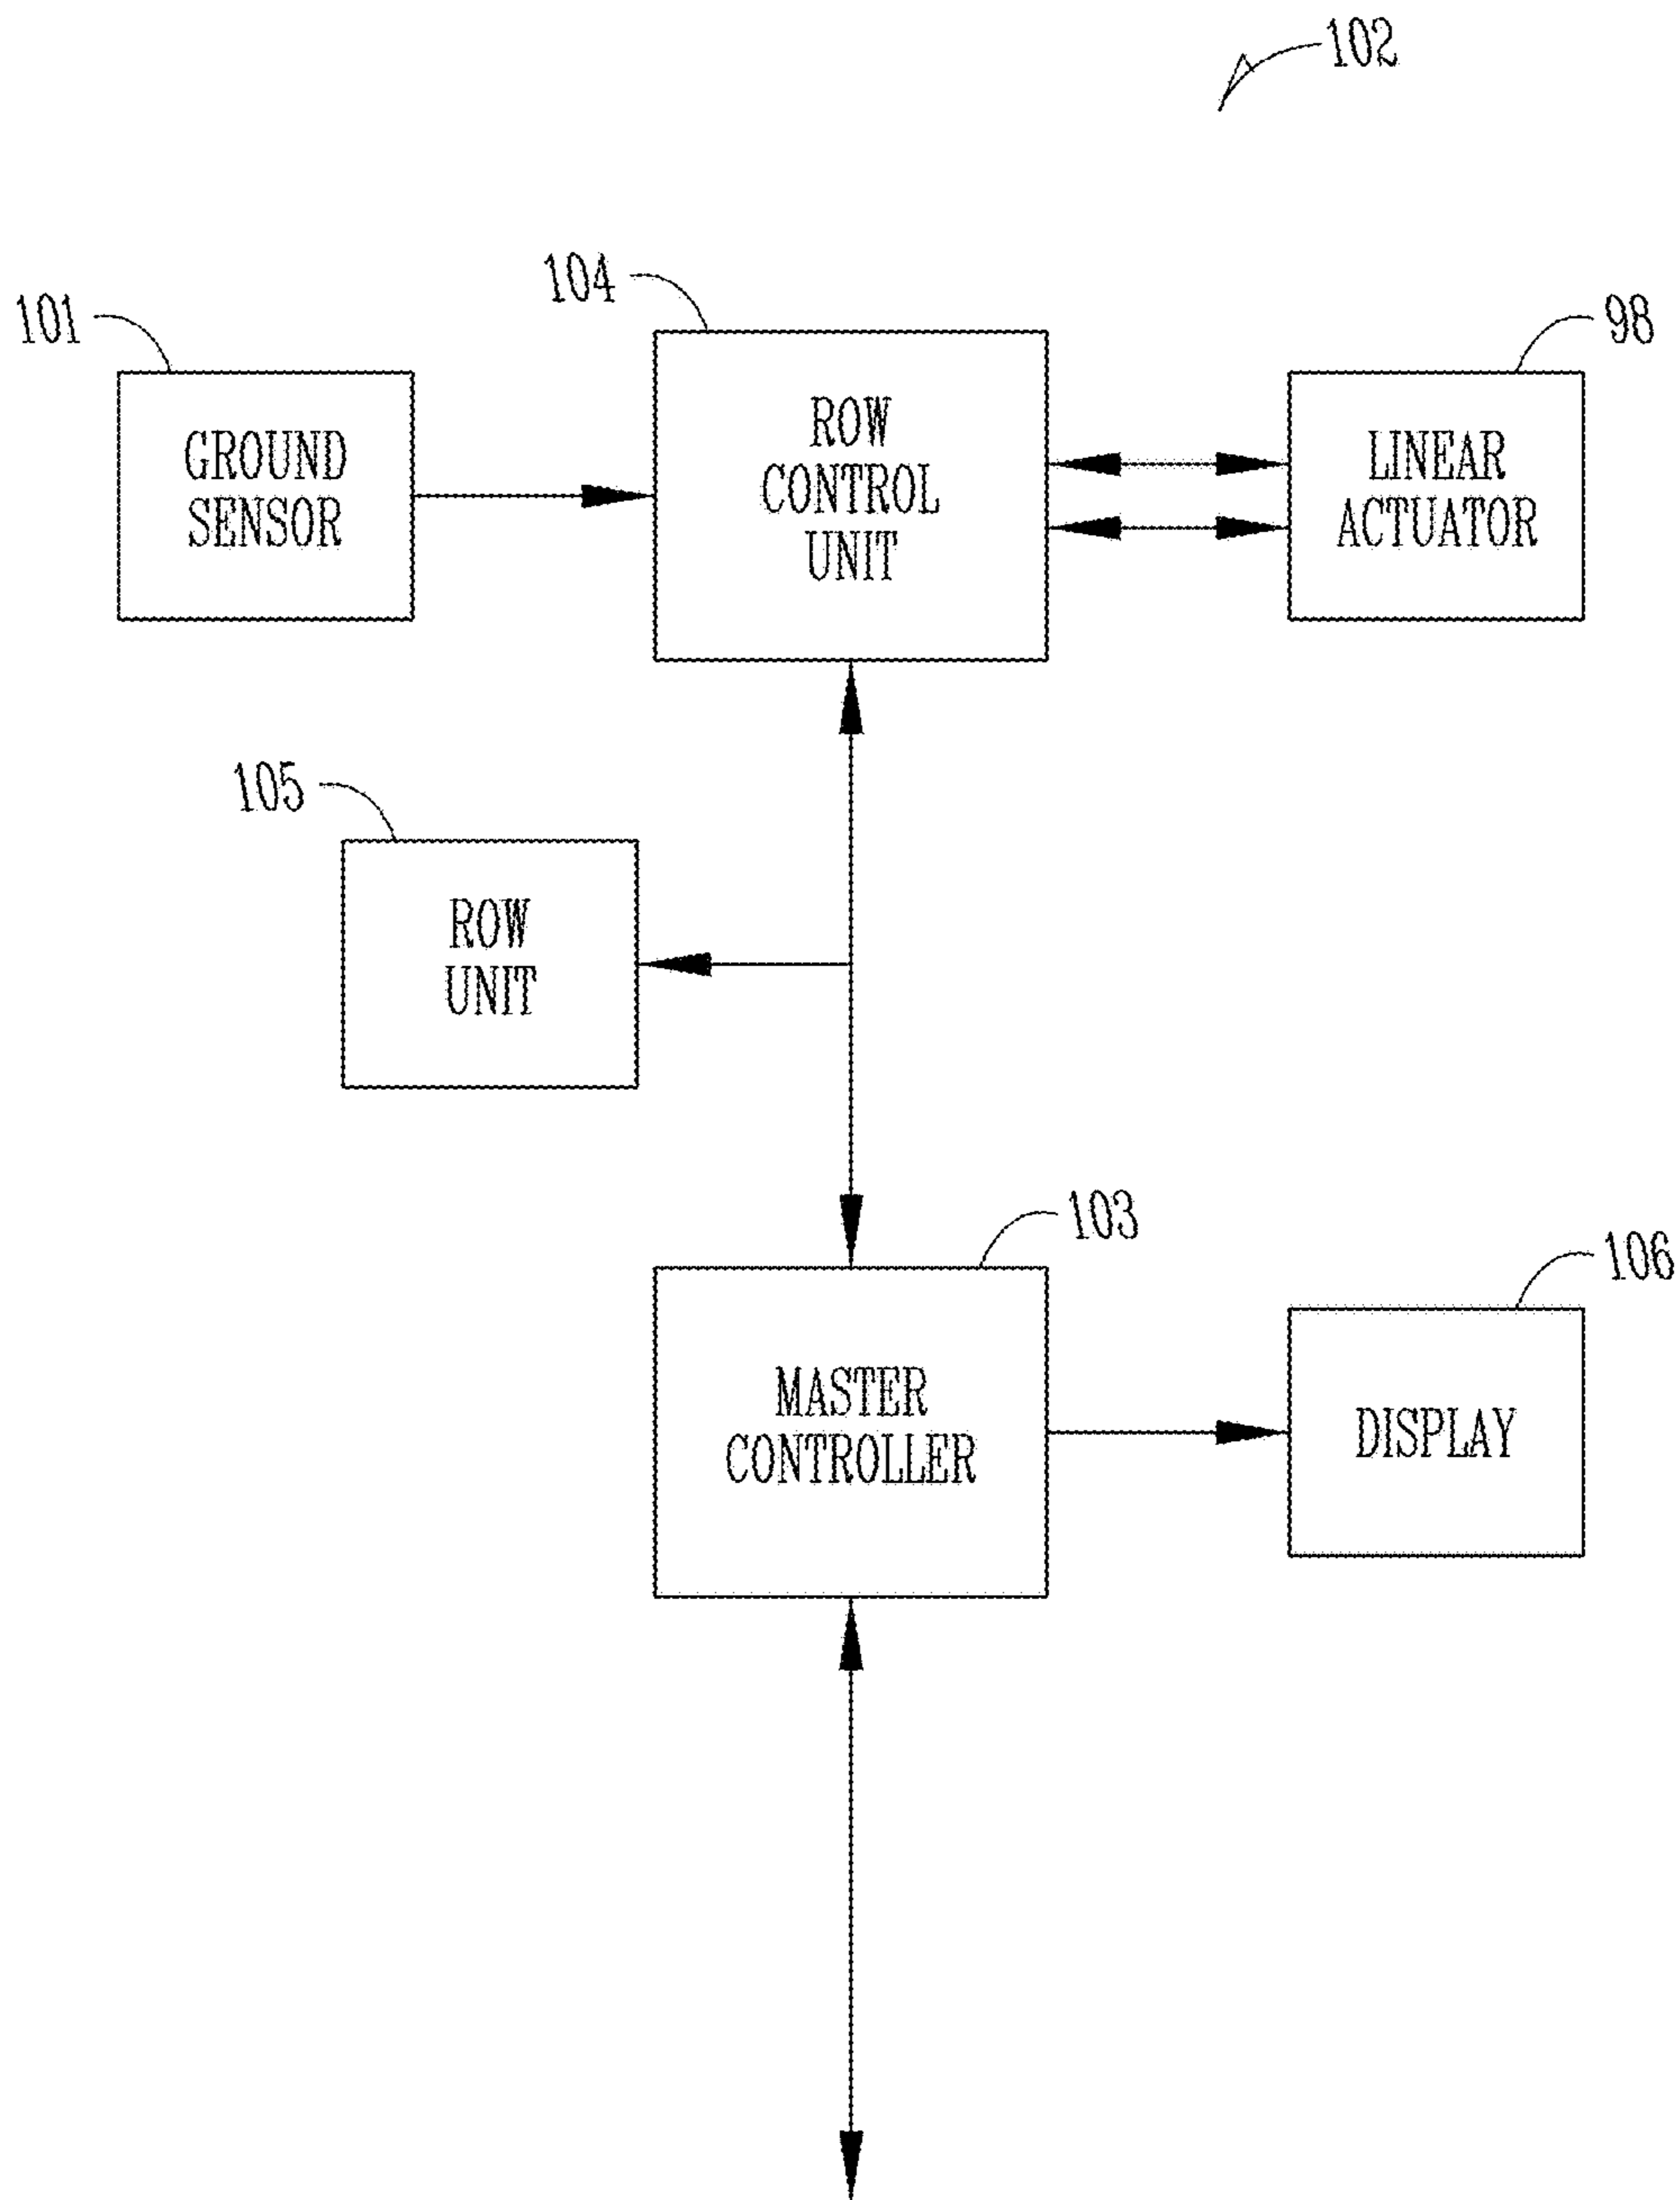 102
104
101
98
GROUND
SENSOR
ROW
CONTROL
UNIT
LINEAR
ACTUATOR
105
ROW
UNIT
103
106
MASTER
CONTROLLER
DISPLAY